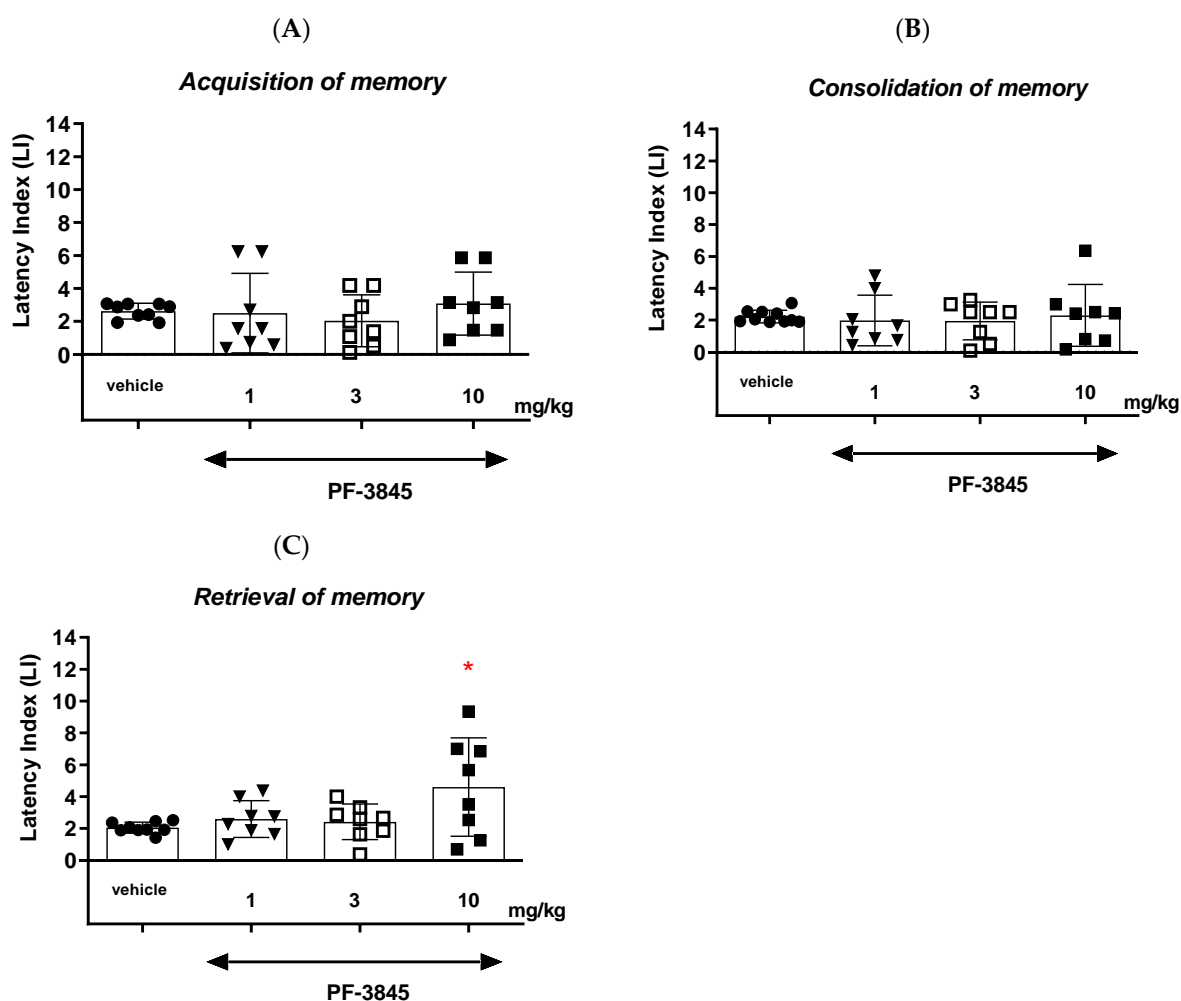 (A)
Acquisition of memory
Latency Index (LI)
14
12
10
8
6
4
2
0
vehicle
1
3
10
mg/kg
PF-3845
(B)
Consolidation of memory
Latency Index (LI)
14
12
10
8
6
4
2
0
vehicle
1
3
10
mg/kg
PF-3845
(C)
Retrieval of memory
Latency Index (LI)
14
12
10
8
6
4
2
0
*
vehicle
1
3
10
mg/kg
PF-3845